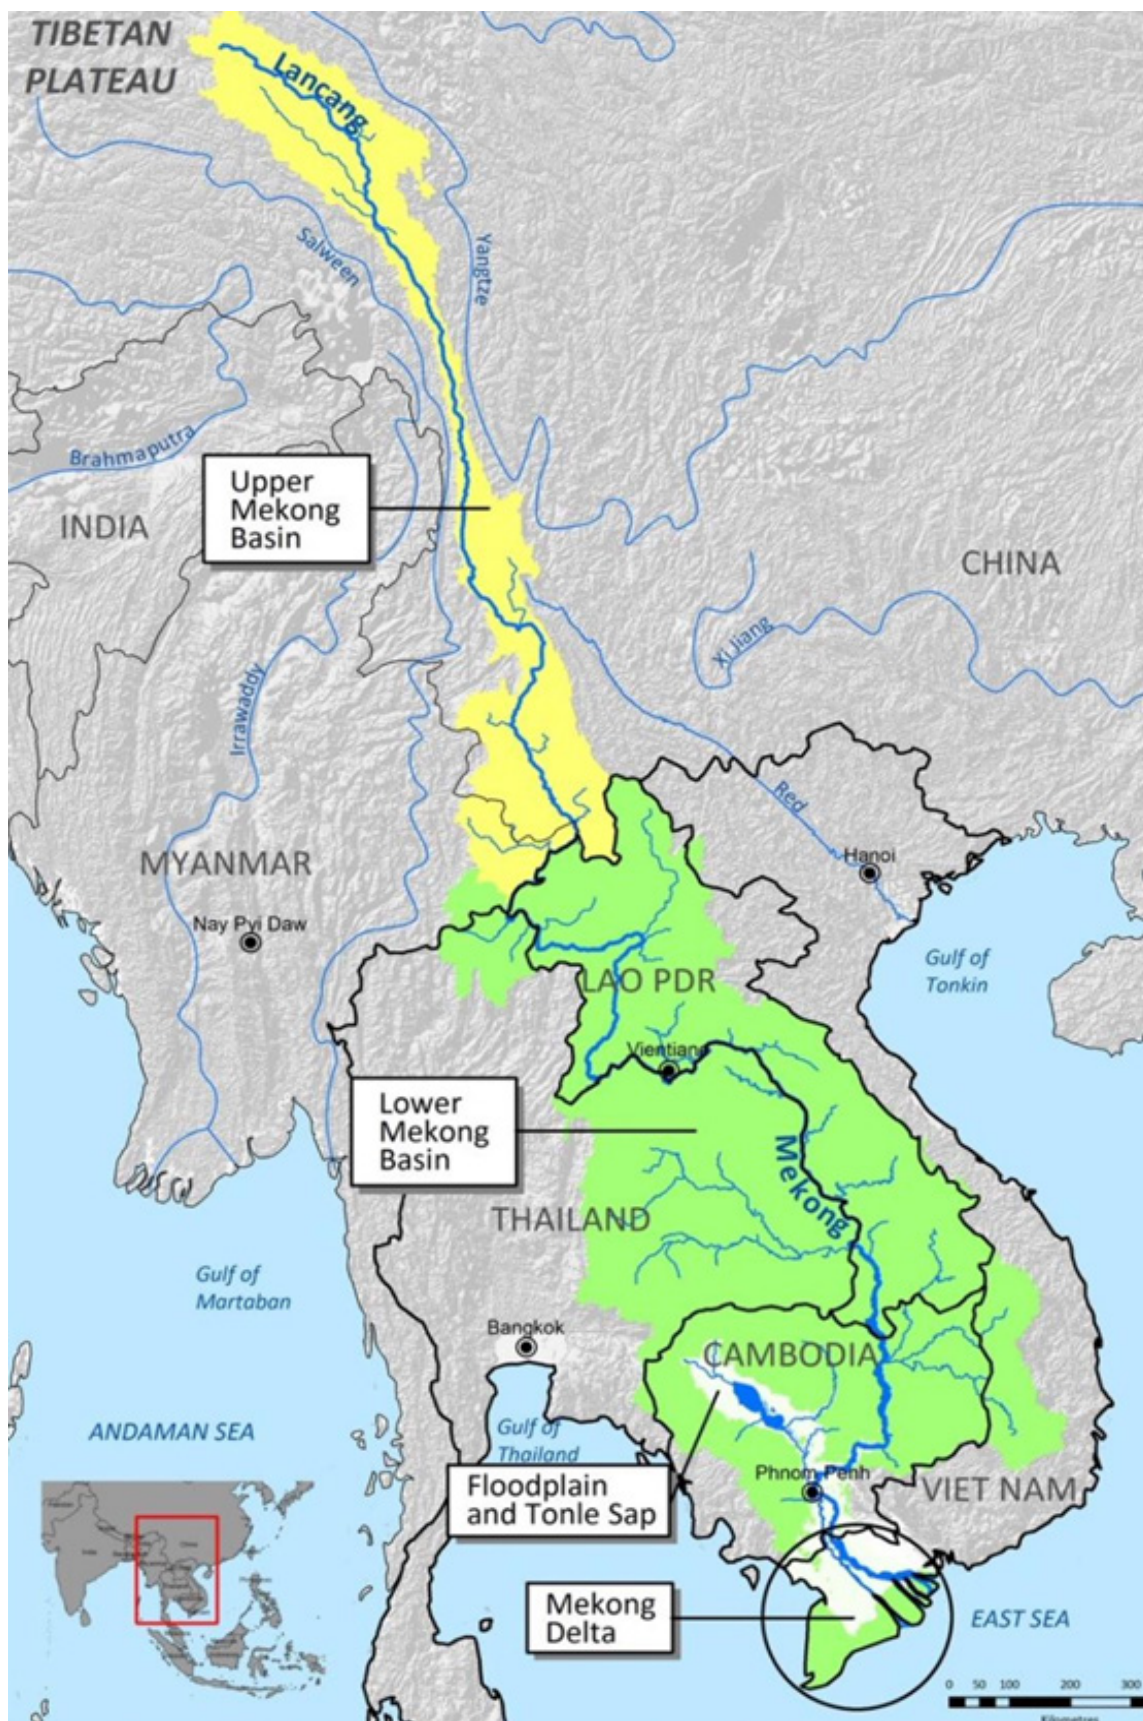 TIBETAN
PLATEAU
Lancang
Salween
Yangtze
Brahmaputra
Upper
Mekong
Basin
INDIA
CHINA
Xi Jiang
Irrawaddy
Red
Hanoi
MYANMAR
Nay Pyi Daw
Gulf of
Tonkin
LAO PDR
Vientiane
Lower
Mekong
Basin
Mekong
THAILAND
Gulf of
Martaban
Bangkok
CAMBODIA
ANDAMAN SEA
Gulf of
Thailand
Floodplain
and Tonle Sap
Phnom Penh
VIET NAM
Mekong
Delta
EAST SEA
India
China
0 50 100 200 300
Kilometres